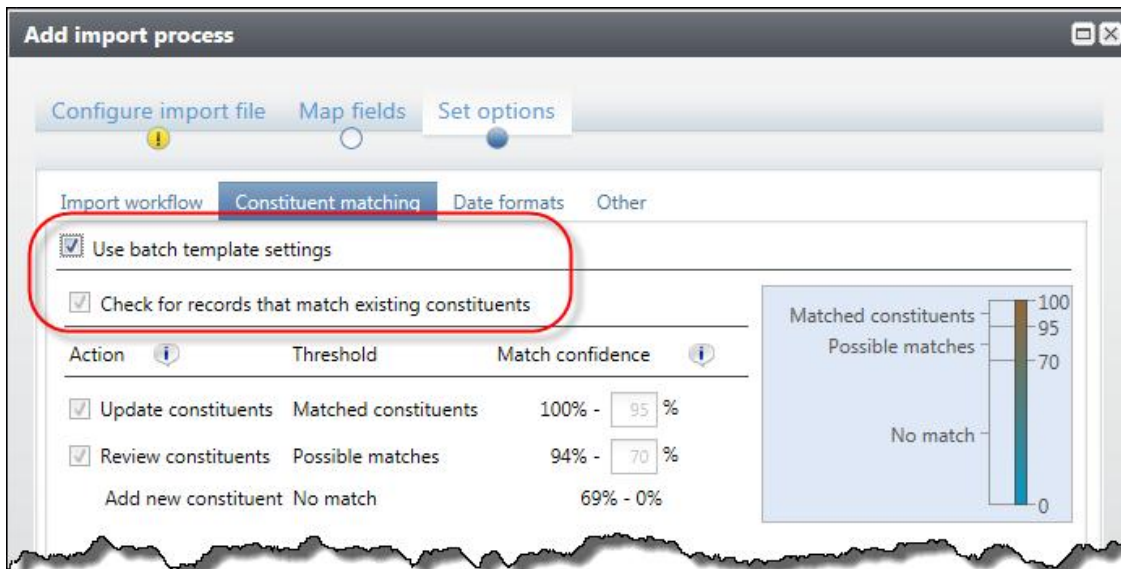 Add import process
Configure import file Map fields Set options
Import workflow Constituent matching Date formats Other
Use batch template settings
Check for records that match existing constituents
Action Threshold Match confidence
Update constituents Matched constituents 100% - 95 %
Review constituents Possible matches 94% - 70 %
Add new constituent No match 69% - 0%
Matched constituents 100
95
Possible matches 70
No match
0